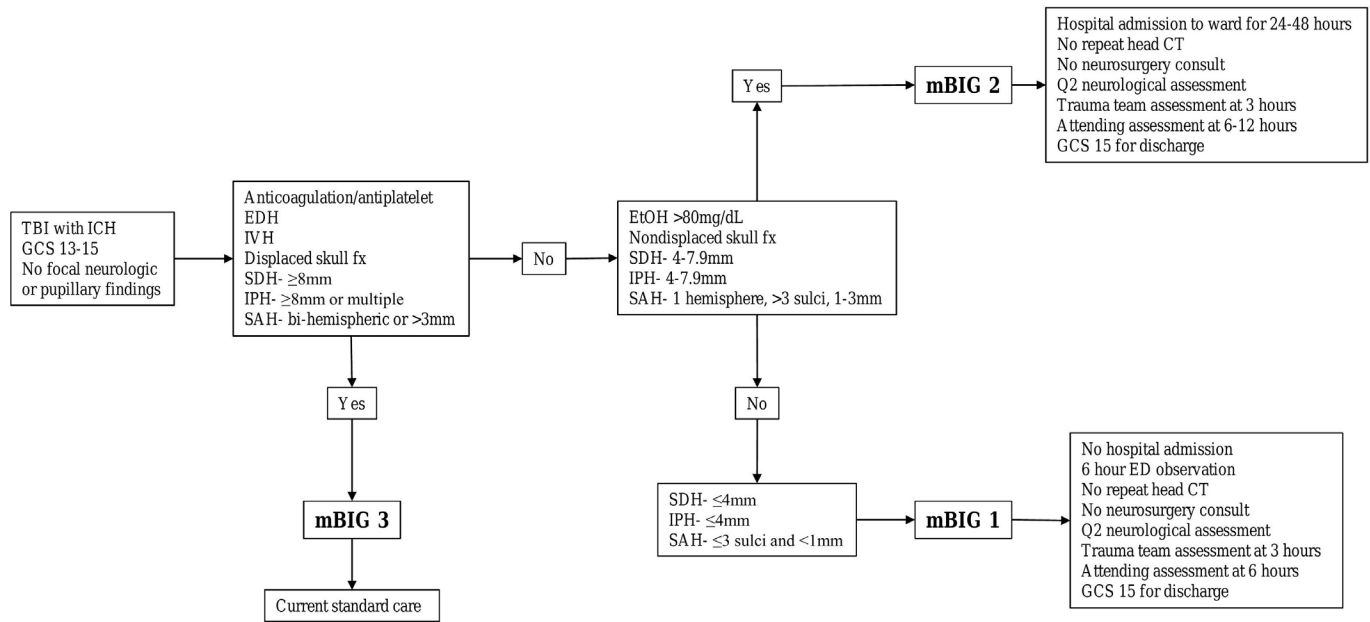 TBI with ICH
GCS 13-15
No focal neurologic
or pupillary findings
Anticoagulation/antiplatelet
EDH
IVH
Displaced skull fx
SDH- ≥8mm
IPH- ≥8mm or multiple
SAH- bi-hemispheric or >3mm
Yes
mBIG 3
Current standard care
No
EtOH >80mg/dL
Nondisplaced skull fx
SDH- 4-7.9mm
IPH- 4-7.9mm
SAH- 1 hemisphere, >3 sulci, 1-3mm
Yes
mBIG 2
Hospital admission to ward for 24-48 hours
No repeat head CT
No neurosurgery consult
Q2 neurological assessment
Trauma team assessment at 3 hours
Attending assessment at 6-12 hours
GCS 15 for discharge
No
SDH- ≤4mm
IPH- ≤4mm
SAH- ≤3 sulci and <1mm
mBIG 1
No hospital admission
6 hour ED observation
No repeat head CT
No neurosurgery consult
Q2 neurological assessment
Trauma team assessment at 3 hours
Attending assessment at 6 hours
GCS 15 for discharge